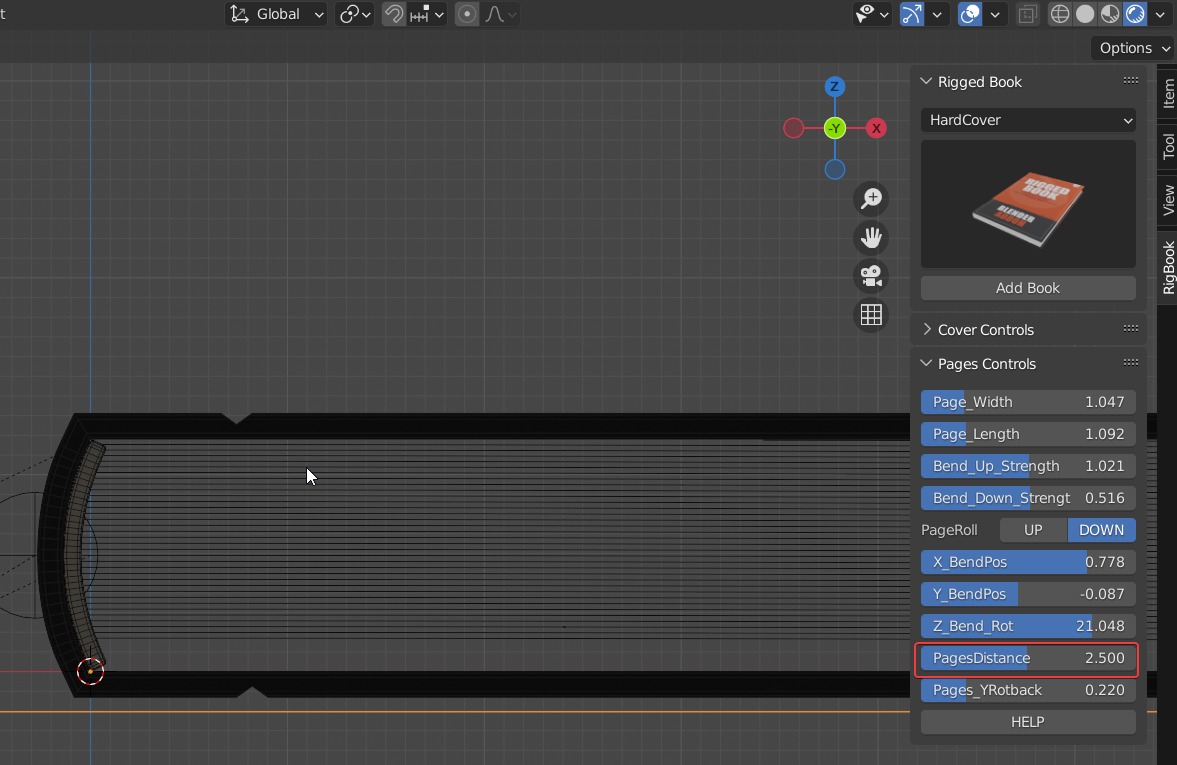 t
Global
Options
Z
-Y
X
Rigged Book
HardCover
RIGGED
BOOK
BLENDER
Add Book
Cover Controls
Pages Controls
Page_Width 1.047
Page_Length 1.092
Bend_Up_Strength 1.021
Bend_Down_Strengt 0.516
PageRoll UP DOWN
X_BendPos 0.778
Y_BendPos -0.087
Z_Bend_Rot 21.048
PagesDistance 2.500
Pages_YRotback 0.220
HELP
Item
Tool
View
RigBook